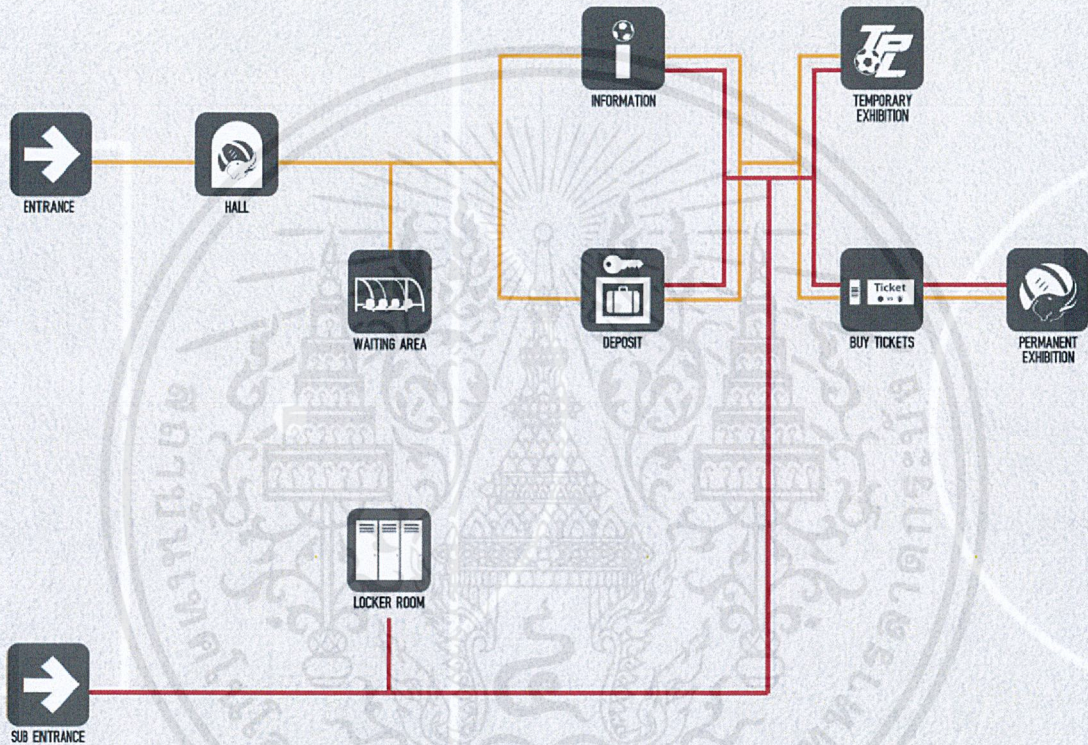 INFORMATION
TPL
TEMPORARY
EXHIBITION
ENTRANCE
HALL
WAITING AREA
DEPOSIT
Ticket
BUY TICKETS
PERMANENT
EXHIBITION
LOCKER ROOM
SUB ENTRANCE